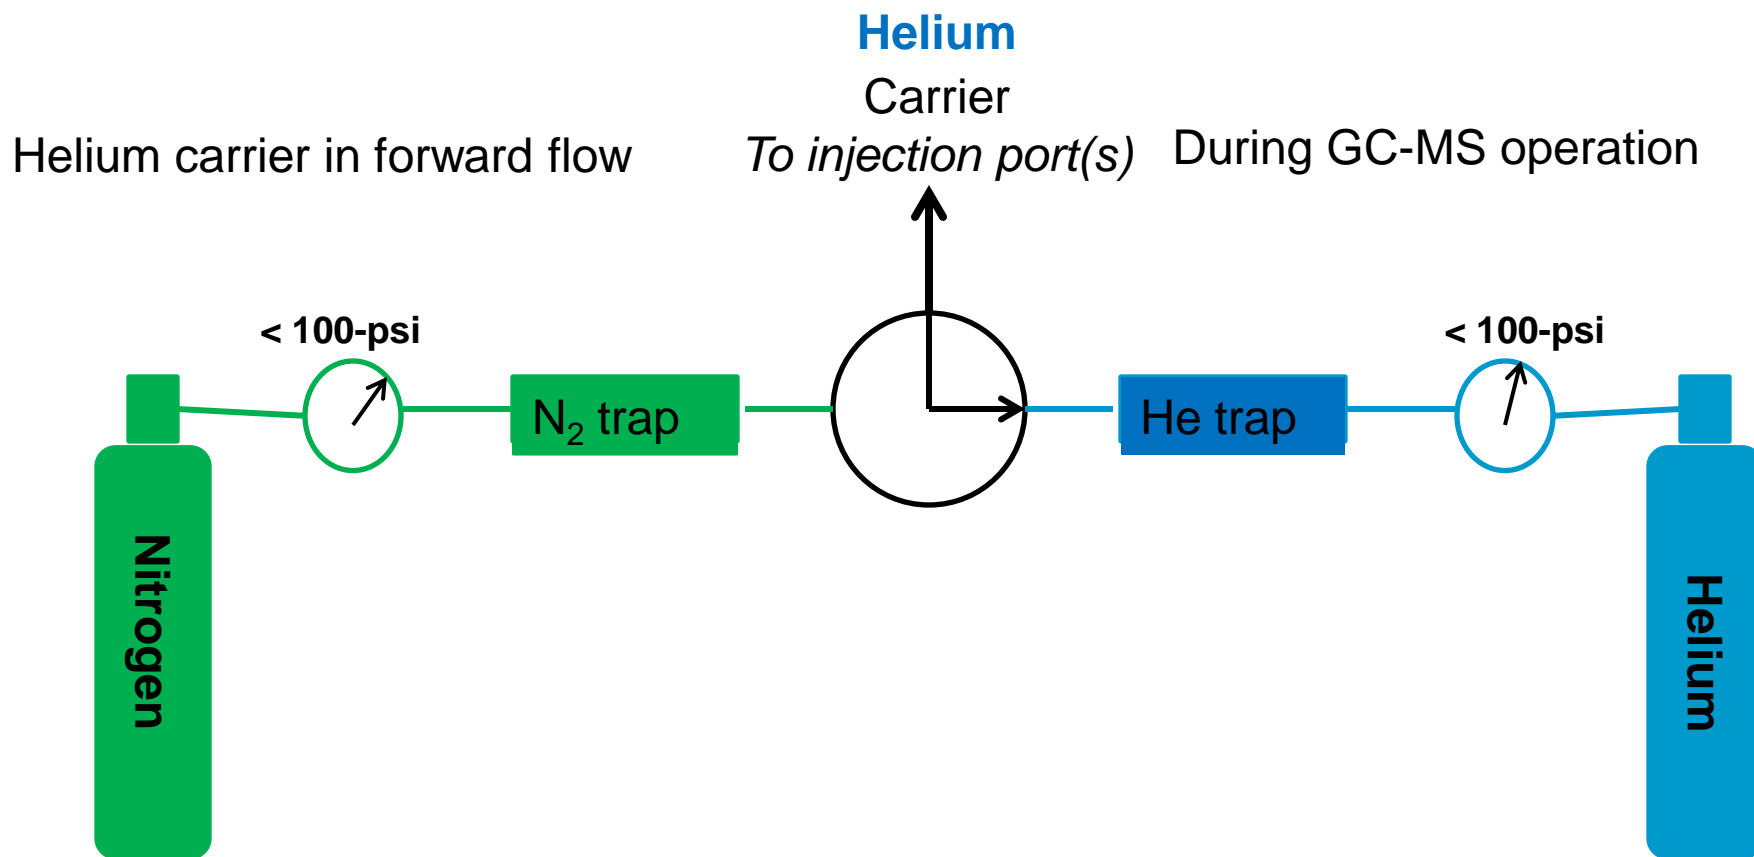 Helium
Carrier
To injection port(s)
Helium carrier in forward flow
During GC-MS operation
< 100-psi
< 100-psi
N₂ trap
He trap
Nitrogen
Helium